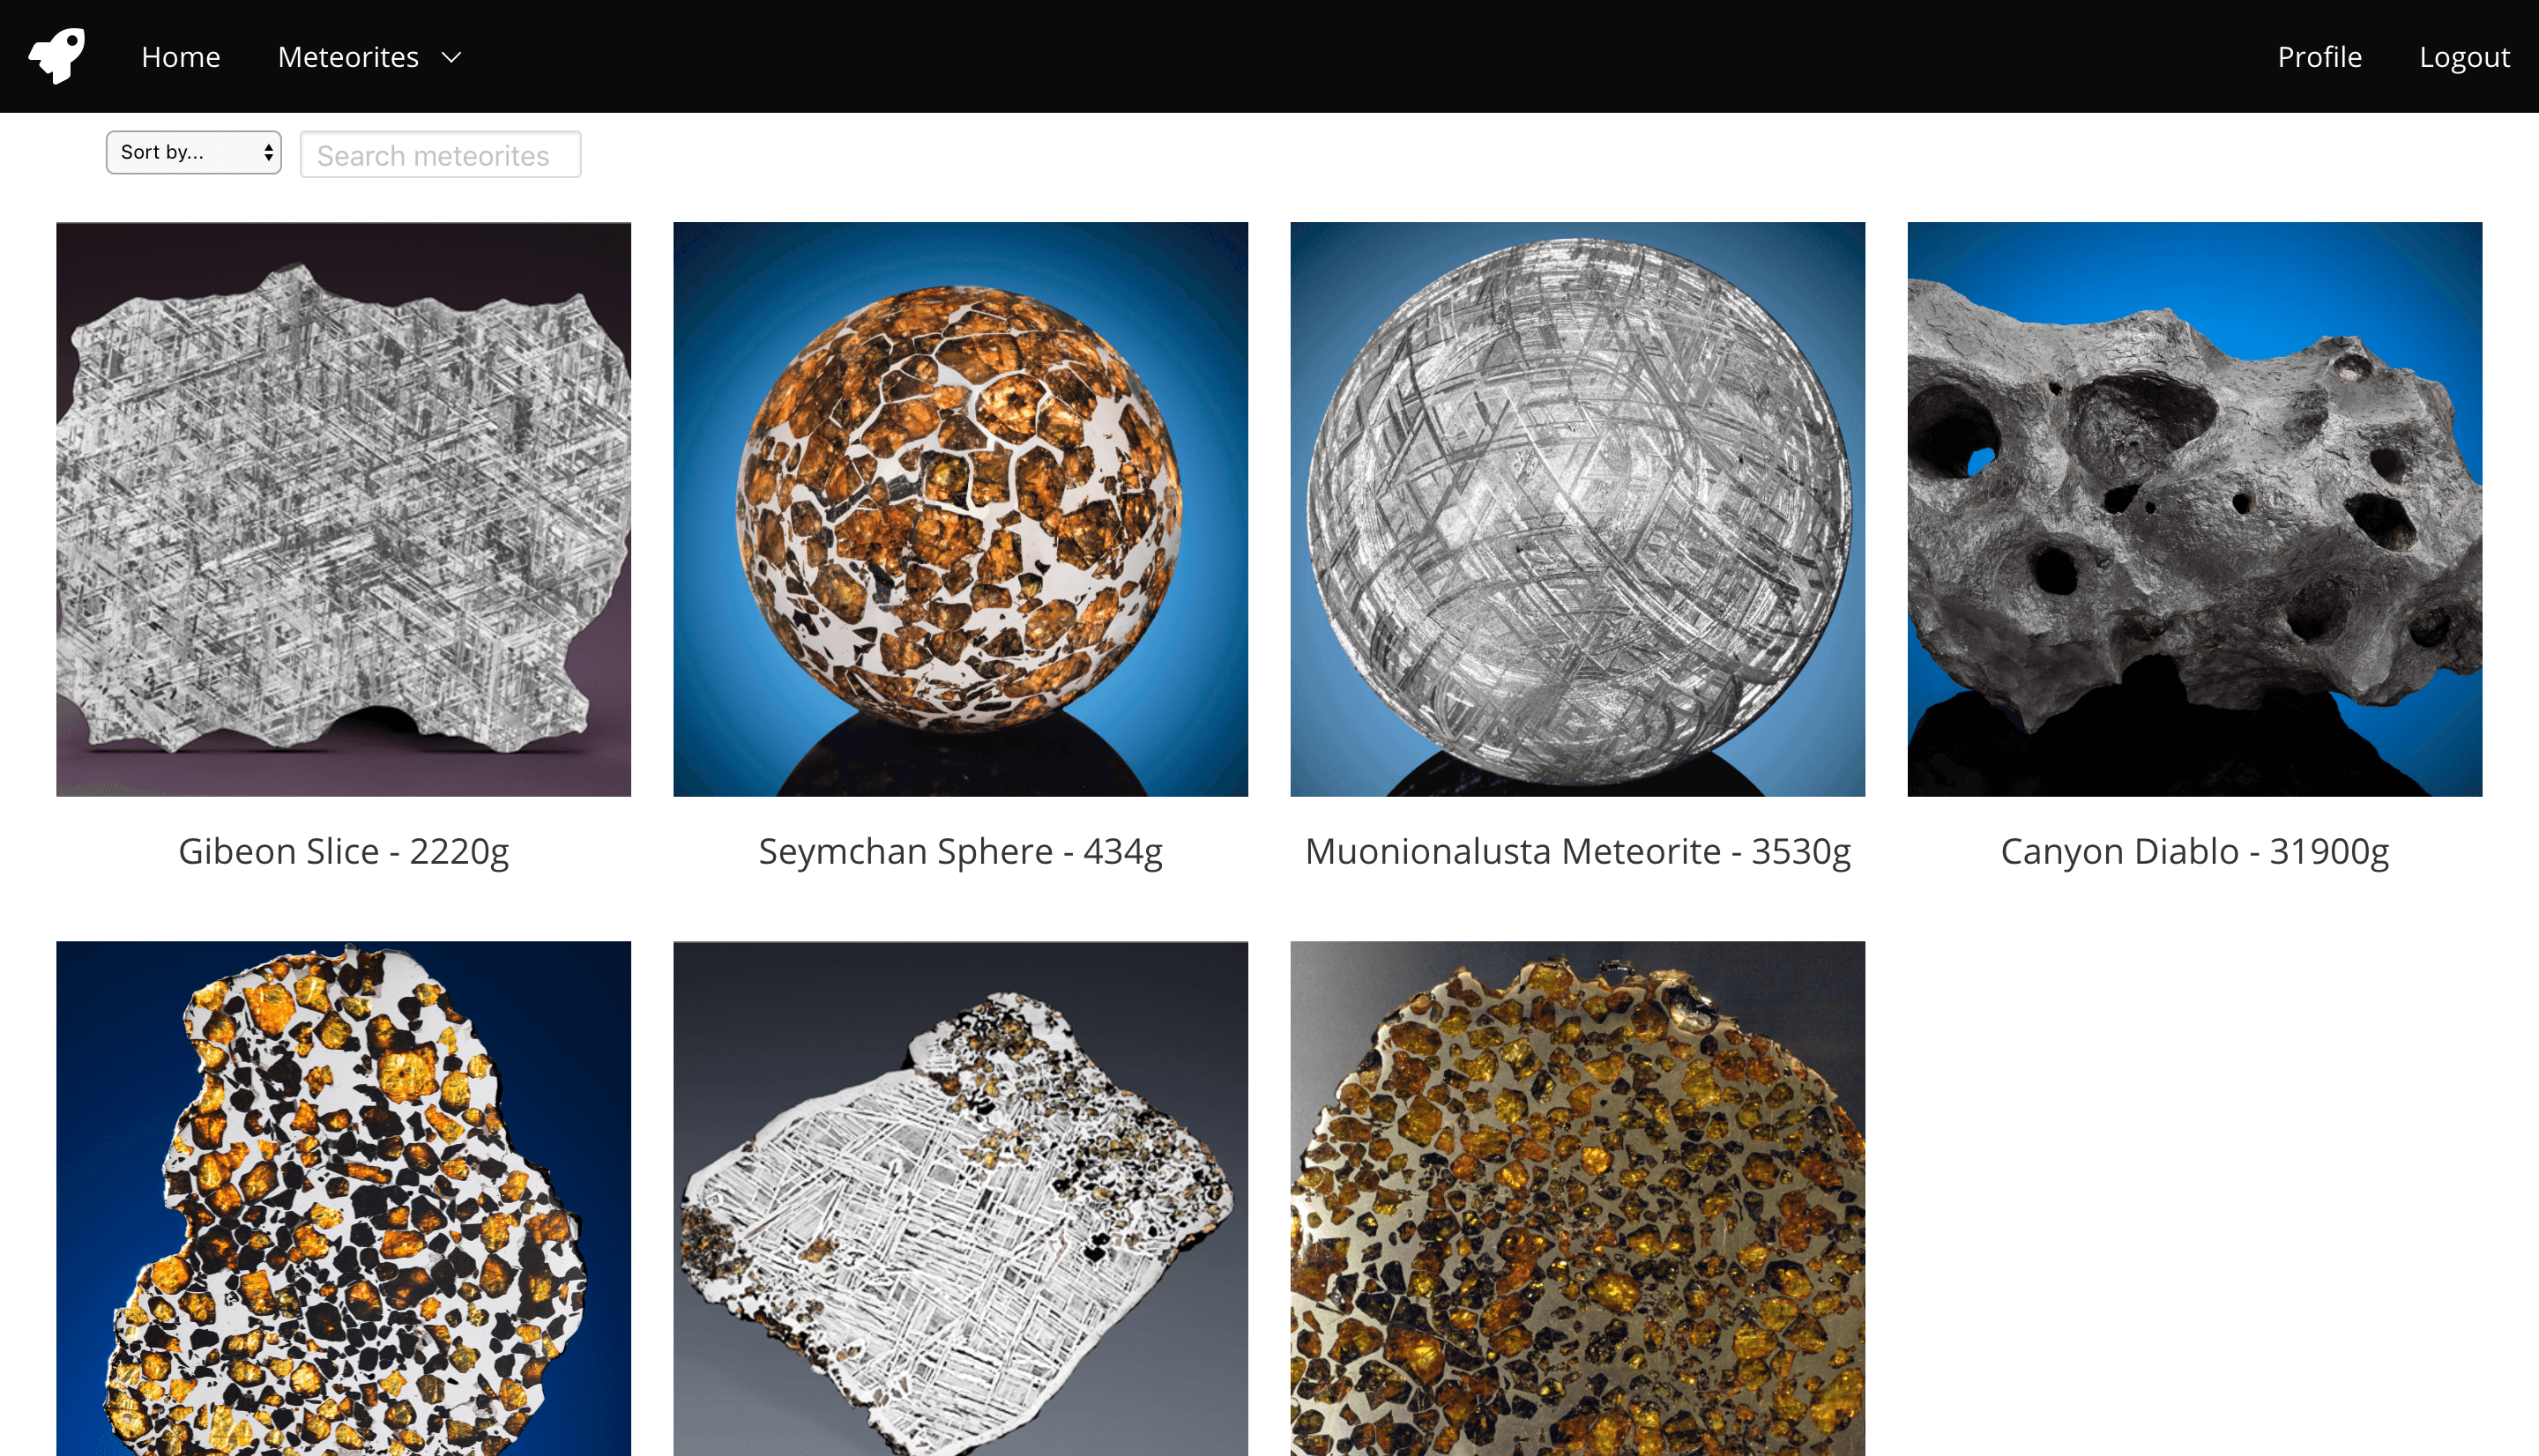 Home Meteorites Profile Logout
Sort by... Search meteorites
Gibeon Slice - 2220g
Seymchan Sphere - 434g
Muonionalusta Meteorite - 3530g
Canyon Diablo - 31900g